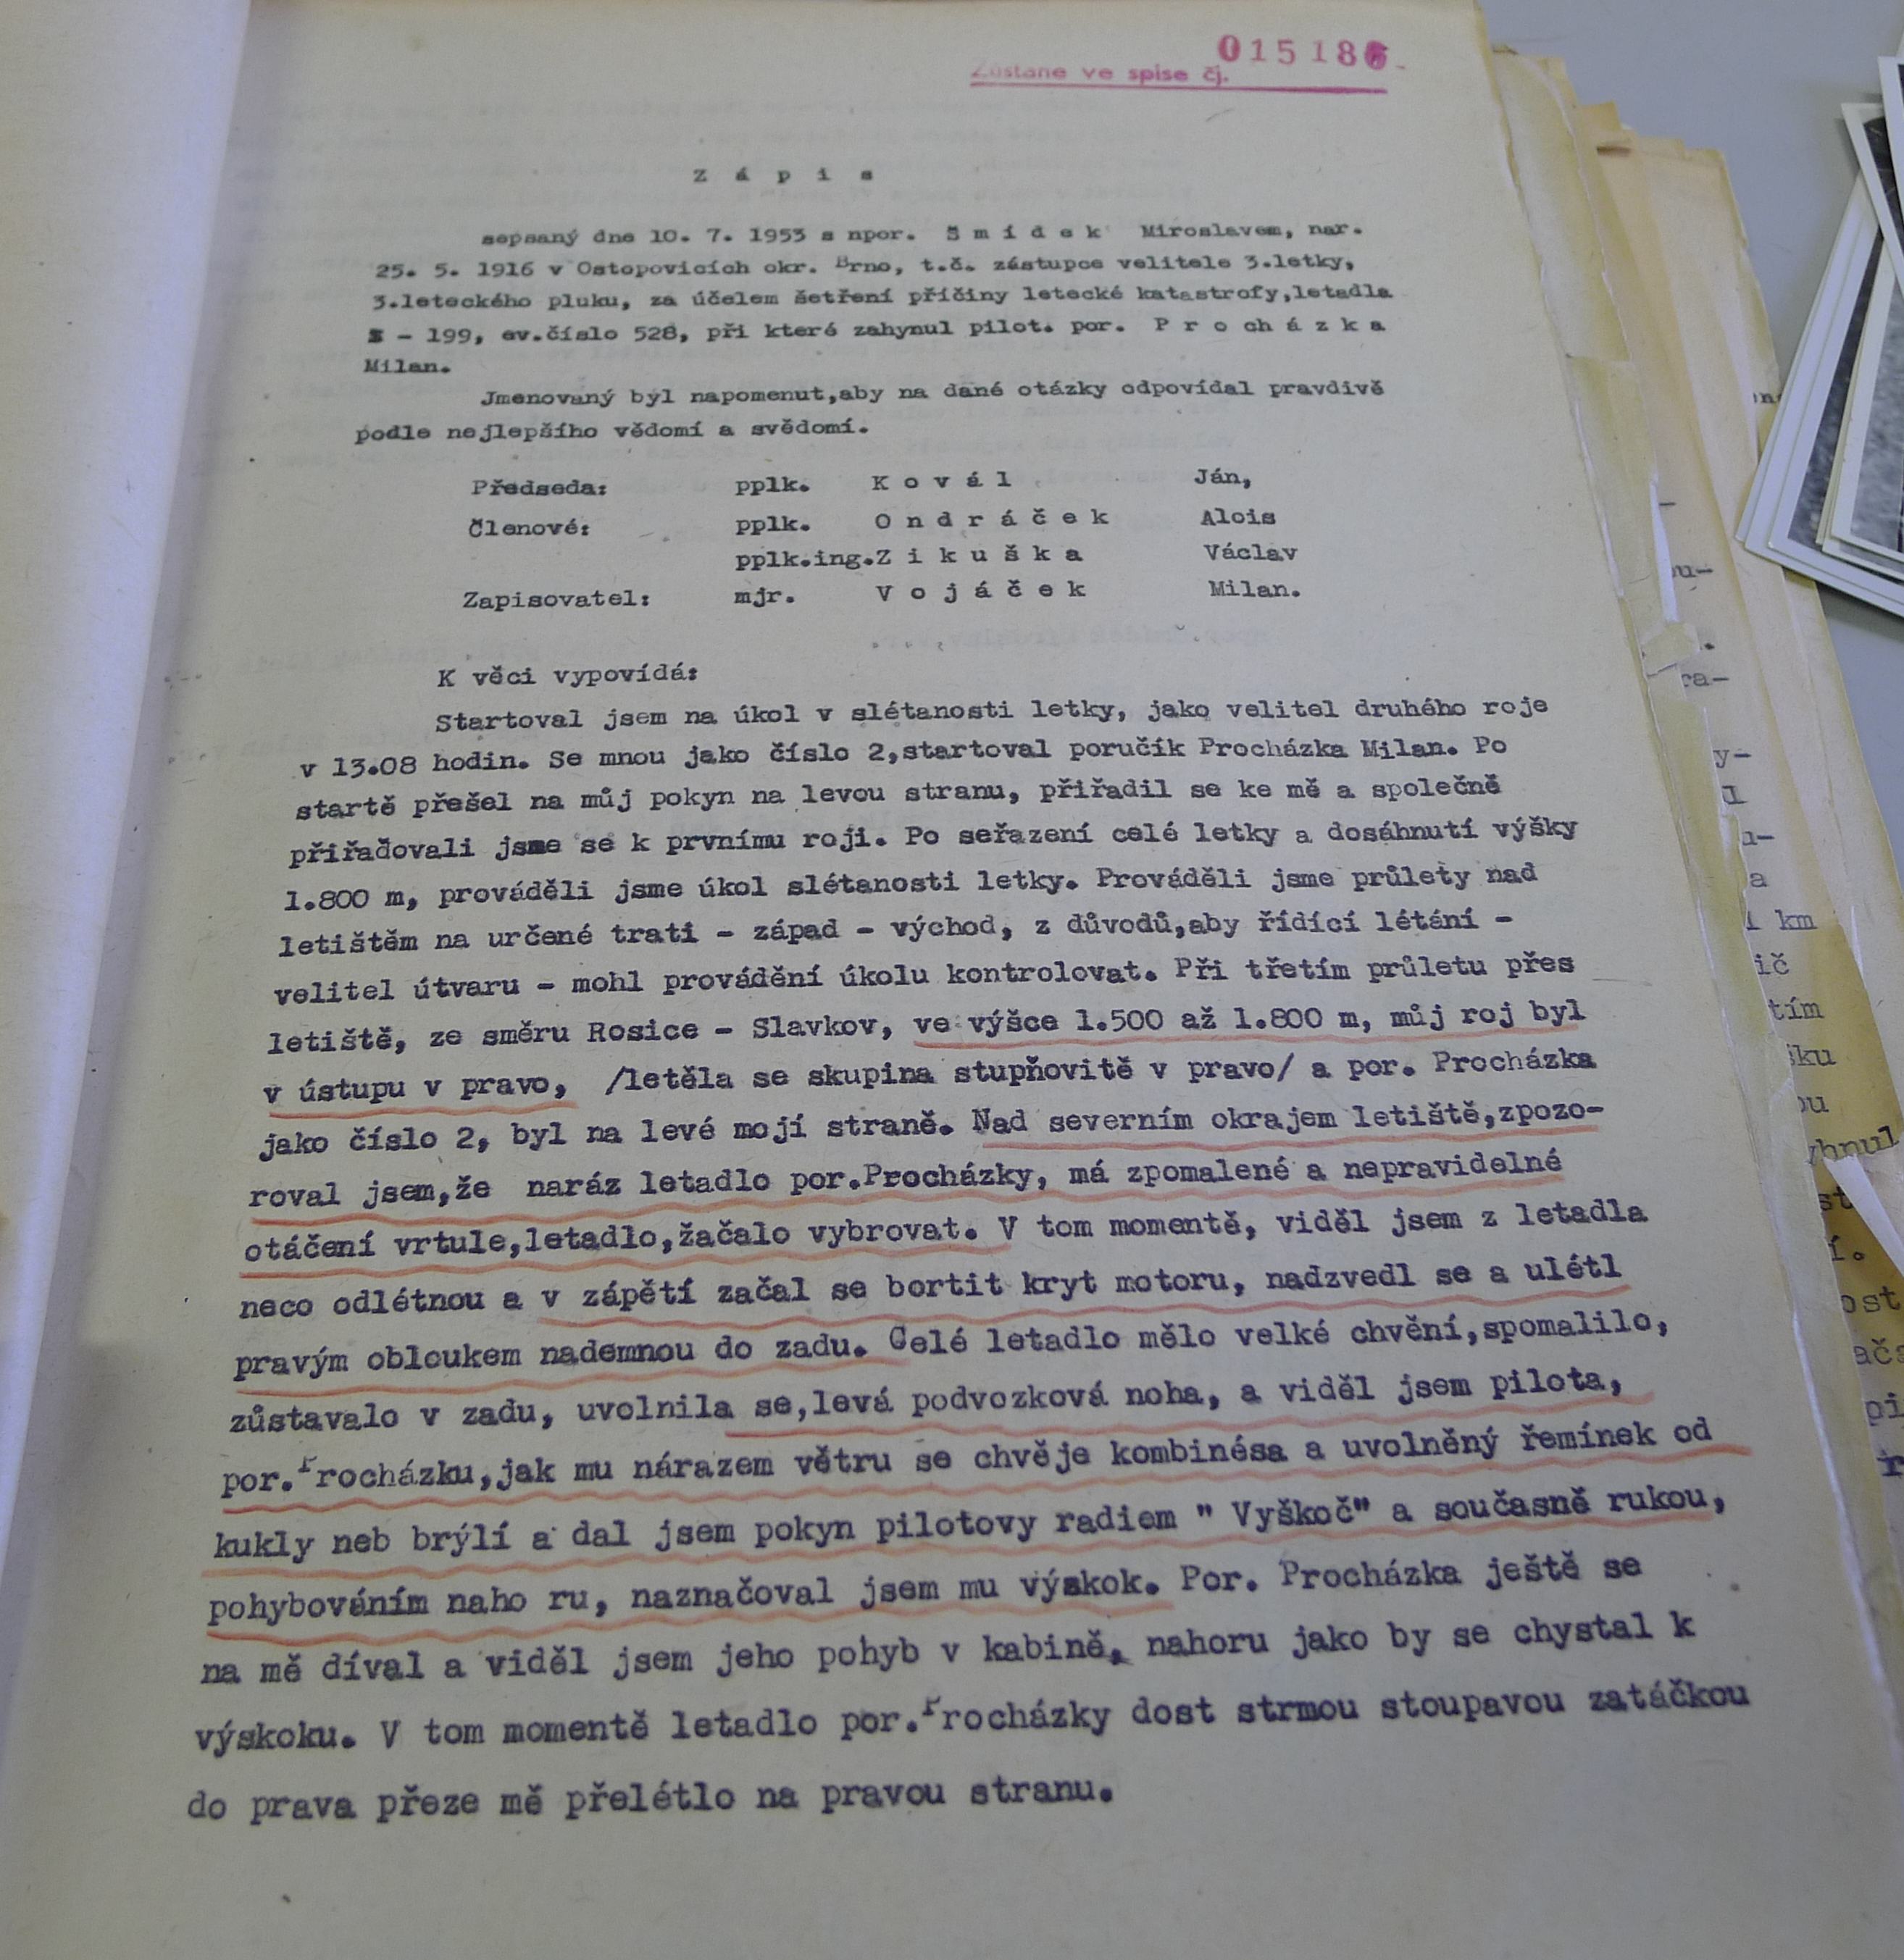 015186
Zůstane ve spise čj.
Z á p i s
sepsaný dne 10. 7. 1953 s npor. Š m í d e k Miroslavem, nar.
25. 5. 1916 v Ostopovicích okr. Brno, t.č. zástupce velitele 3.letky,
3.leteckého pluku, za účelem šetření příčiny letecké katastrofy,letadla
S - 199, ev.číslo 528, při které zahynul pilot. por. P r o ch á z k a
Milan.
Jmenovaný byl napomenut,aby na dané otázky odpovídal pravdivě
podle nejlepšího vědomí a svědomí.
Předseda: pplk. K o v á l Ján,
Členové: pplk. O n d r á č e k Alois
pplk.ing.Z i k u š k a Václav
Zapisovatel: mjr. V o j á č e k Milan.
K věci vypovídá:
Startoval jsem na úkol v slétanosti letky, jako velitel druhého roje
v 13.08 hodin. Se mnou jako číslo 2,startoval poručík Procházka Milan. Po
startě přešel na můj pokyn na levou stranu, přiřadil se ke mě a společně
přiřaďovali jsme se k prvnímu roji. Po seřazení celé letky a dosáhnutí výšky
1.800 m, prováděli jsme úkol slétanosti letky. Prováděli jsme průlety nad
letištěm na určené trati - západ - východ, z důvodů,aby řídící létání -
velitel útvaru - mohl provádění úkolu kontrolovat. Při třetím průletu přes
letiště, ze směru Rosice - Slavkov, ve výšce 1.500 až 1.800 m, můj roj byl
v ústupu v pravo, /letěla se skupina stupňovitě v pravo/ a por. Procházka
jako číslo 2, byl na levé mojí straně. Nad severním okrajem letiště,zpozo-
roval jsem,že naráz letadlo por.Procházky, má zpomalené a nepravidelné
otáčení vrtule,letadlo,žačalo vybrovat. V tom momentě, viděl jsem z letadla
neco odlétnou a v zápětí začal se bortit kryt motoru, nadzvedl se a ulétl
pravým obloukem nademnou do zadu. Celé letadlo mělo velké chvění,spomalilo,
zůstavalo v zadu, uvolnila se,levá podvozková noha, a viděl jsem pilota,
por.Procházku,jak mu nárazem větru se chvěje kombinésa a uvolněný řemínek od
kukly neb brýlí a dal jsem pokyn pilotovy radiem " Vyškoč" a současně rukou,
pohybováním naho ru, naznačoval jsem mu výskok. Por. Procházka ještě se
na mě díval a viděl jsem jeho pohyb v kabině, nahoru jako by se chystal k
výskoku. V tom momentě letadlo por.Procházky dost strmou stoupavou zatáčkou
do prava přeze mě přelétlo na pravou stranu.